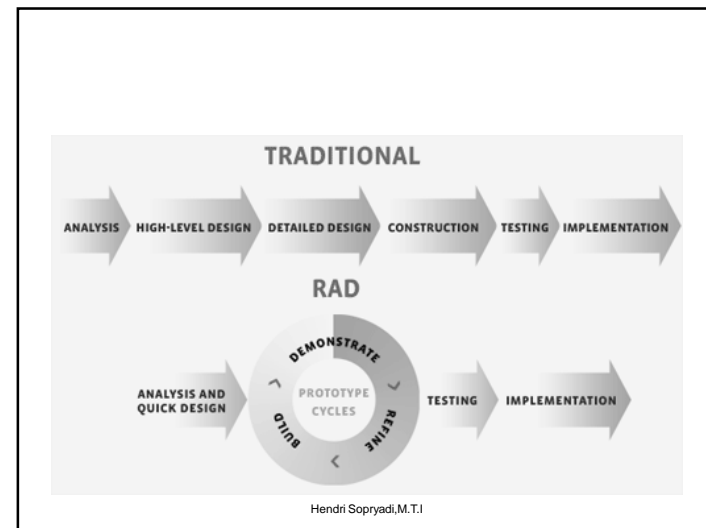 TRADITIONAL
ANALYSIS
HIGH-LEVEL DESIGN
DETAILED DESIGN
CONSTRUCTION
TESTING
IMPLEMENTATION
RAD
ANALYSIS AND
QUICK DESIGN
DEMONSTRATE
REFINE
BUILD
PROTOTYPE
CYCLES
TESTING
IMPLEMENTATION
Hendri Sopryadi,M.T.I